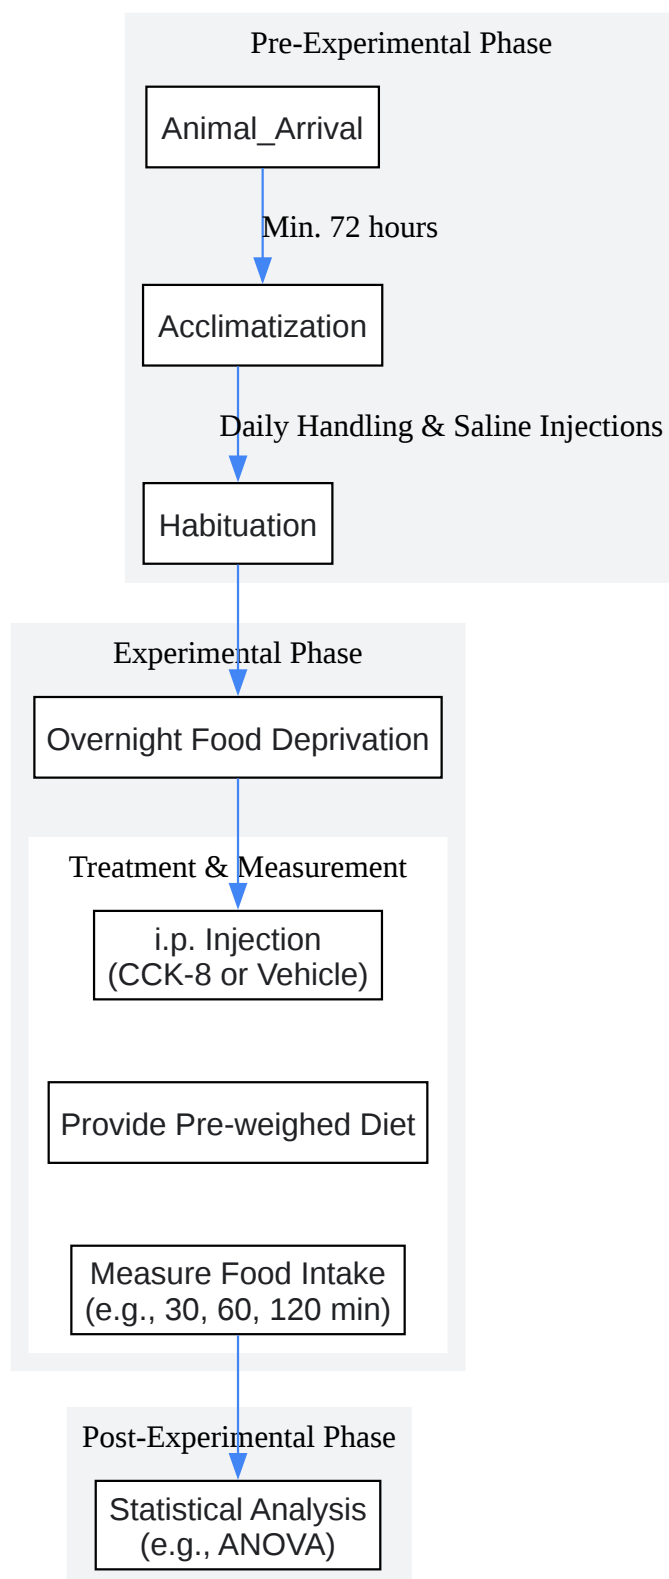 Pre-Experimental Phase
Animal_Arrival
Min. 72 hours
Acclimatization
Daily Handling & Saline Injections
Habituation
Experimental Phase
Overnight Food Deprivation
Treatment & Measurement
i.p. Injection
(CCK-8 or Vehicle)
Provide Pre-weighed Diet
Measure Food Intake
(e.g., 30, 60, 120 min)
Post-Experimental Phase
Statistical Analysis
(e.g., ANOVA)